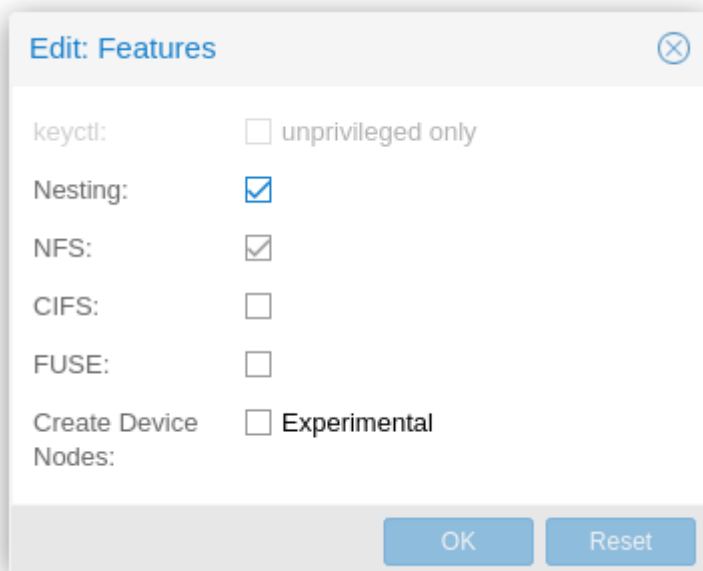 Edit: Features
keyctl: unprivileged only
Nesting:
NFS:
CIFS:
FUSE:
Create Device Experimental
Nodes:
OK Reset